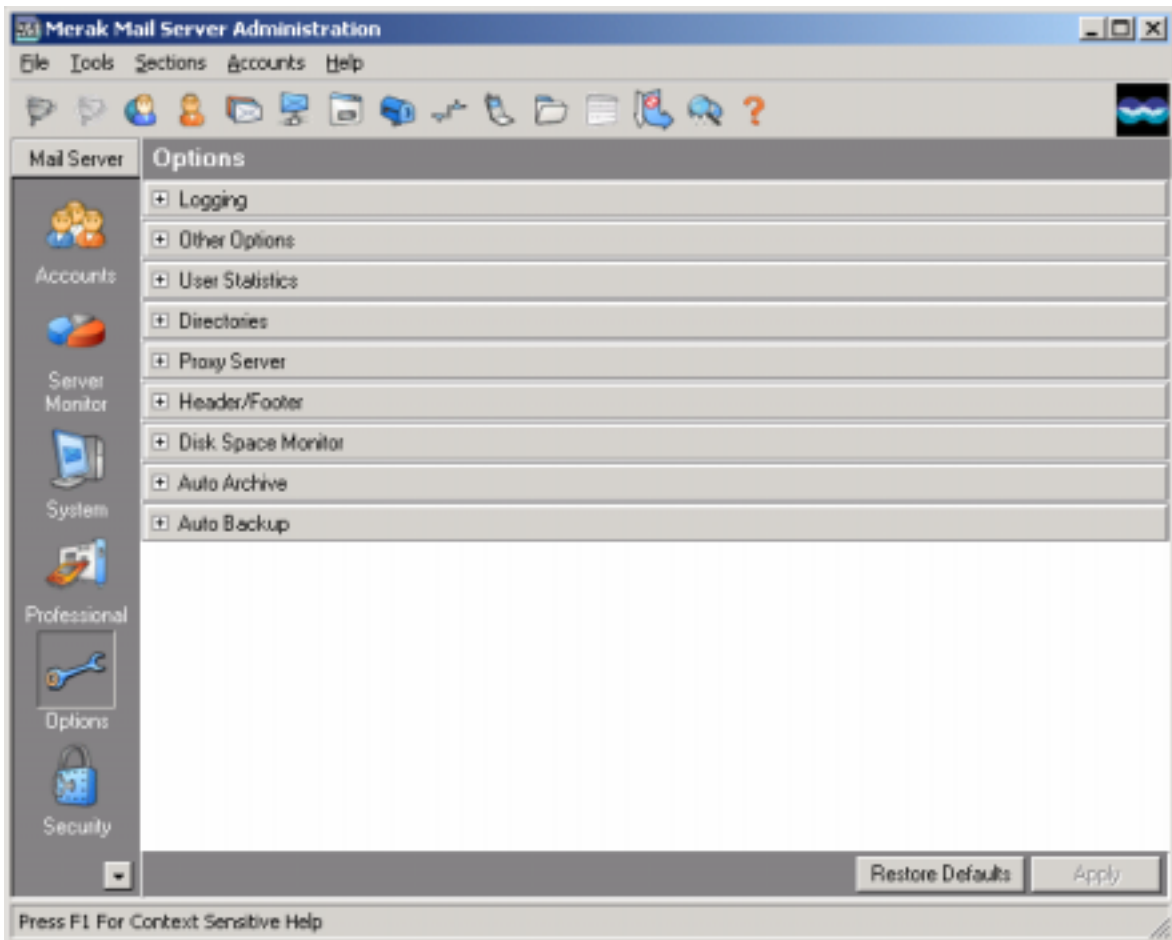 Merak Mail Server Administration
File Tools Sections Accounts Help
Mail Server
Options
Accounts
Server
Monitor
System
Professional
Options
Security
Logging
Other Options
User Statistics
Directories
Proxy Server
Header/Footer
Disk Space Monitor
Auto Archive
Auto Backup
Restore Defaults
Apply
Press F1 For Context Sensitive Help